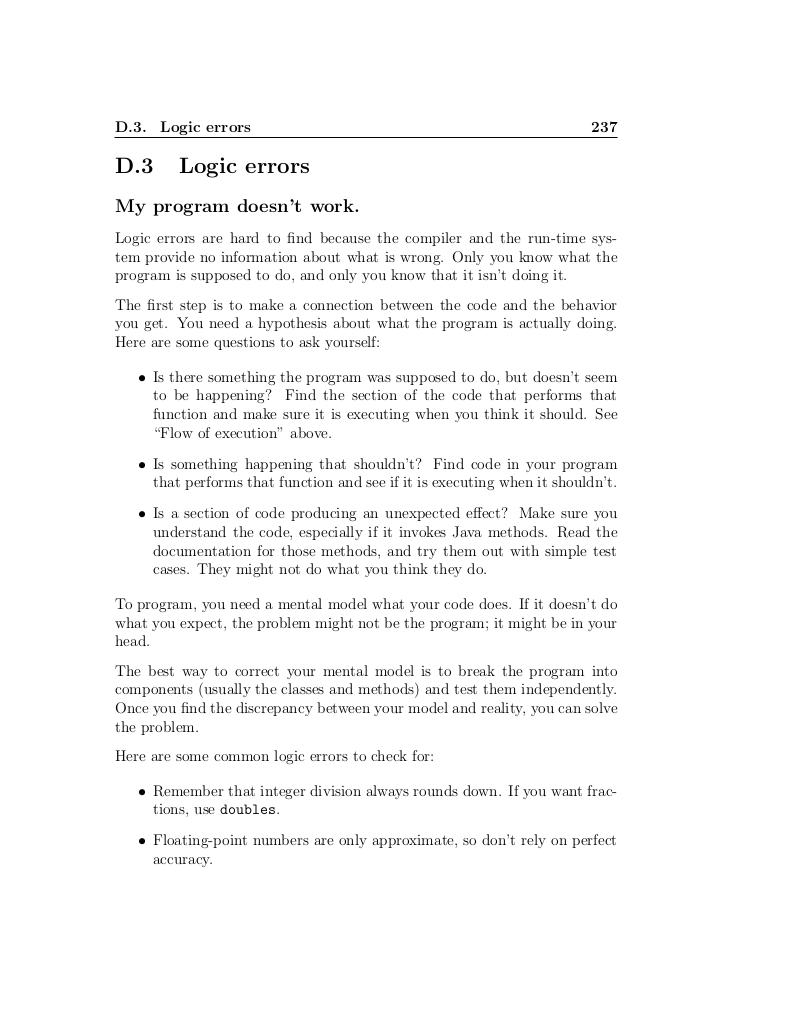 D.3. Logic errors 237
D.3 Logic errors
My program doesn't work.
Logic errors are hard to find because the compiler and the run-time sys-
tem provide no information about what is wrong. Only you know what the
program is supposed to do, and only you know that it isn't doing it.
The first step is to make a connection between the code and the behavior
you get. You need a hypothesis about what the program is actually doing.
Here are some questions to ask yourself:
• Is there something the program was supposed to do, but doesn't seem
to be happening? Find the section of the code that performs that
function and make sure it is executing when you think it should. See
“Flow of execution” above.
• Is something happening that shouldn't? Find code in your program
that performs that function and see if it is executing when it shouldn't.
• Is a section of code producing an unexpected effect? Make sure you
understand the code, especially if it invokes Java methods. Read the
documentation for those methods, and try them out with simple test
cases. They might not do what you think they do.
To program, you need a mental model what your code does. If it doesn't do
what you expect, the problem might not be the program; it might be in your
head.
The best way to correct your mental model is to break the program into
components (usually the classes and methods) and test them independently.
Once you find the discrepancy between your model and reality, you can solve
the problem.
Here are some common logic errors to check for:
• Remember that integer division always rounds down. If you want frac-
tions, use doubles.
• Floating-point numbers are only approximate, so don't rely on perfect
accuracy.